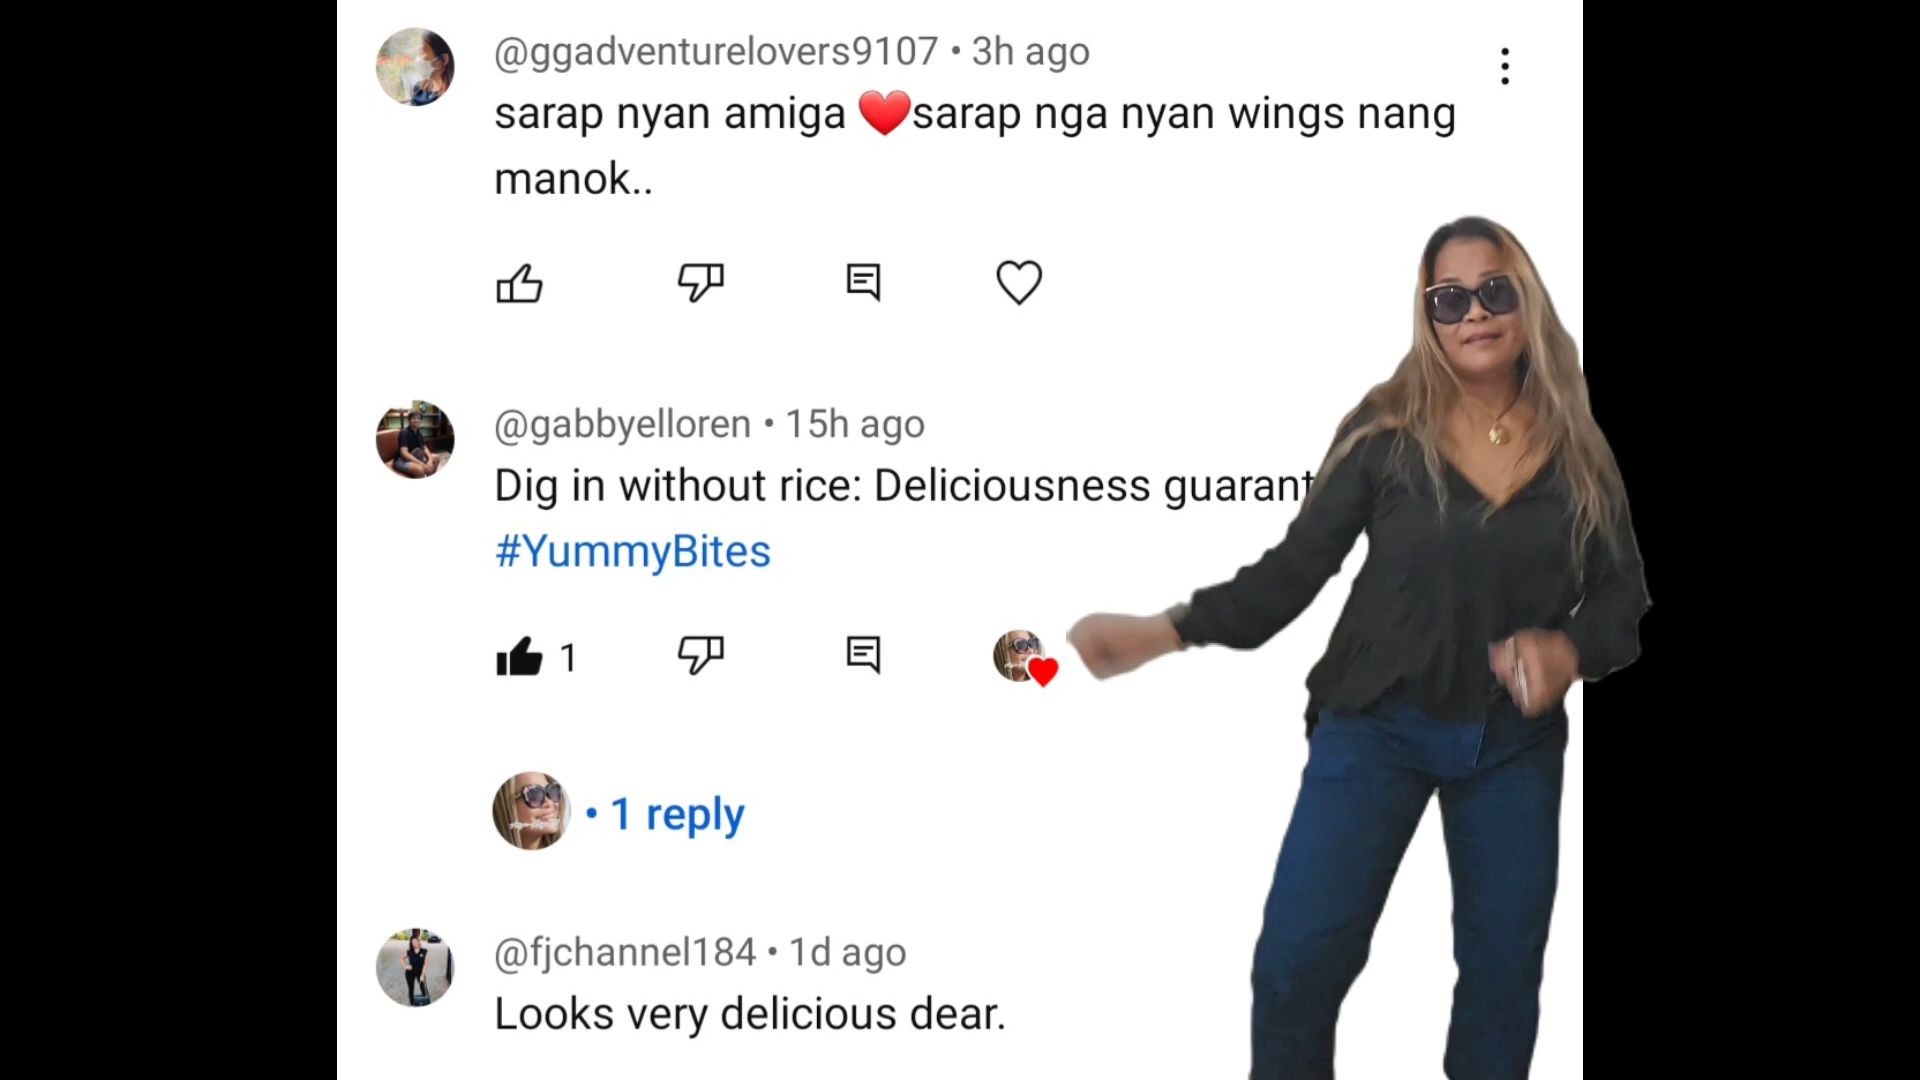 @ggadventurelovers9107 • 3h ago
sarap nyan amiga ❤️sarap nga nyan wings nang
manok..
@gabbyelloren • 15h ago
Dig in without rice: Deliciousness
#YummyBites
1
• 1 reply
@fjchannel184 • 1d ago
Looks very delicious dear.